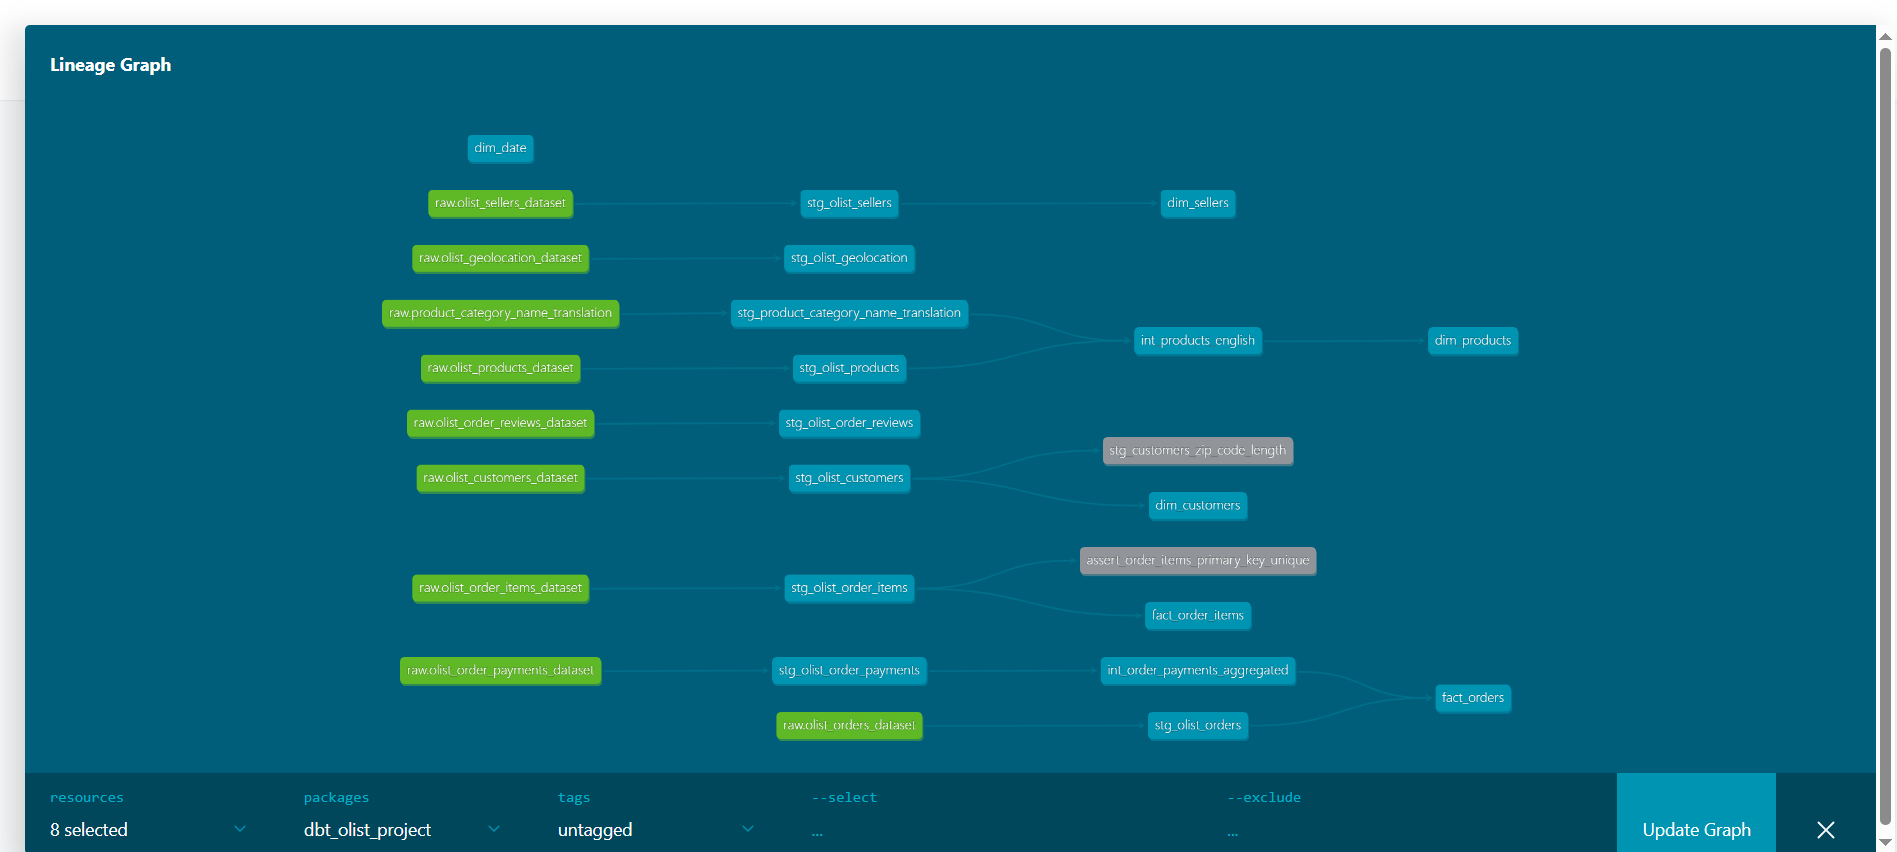 Lineage Graph
dim_date
raw.olist_sellers_dataset stg_olist_sellers dim_sellers
raw.olist_geolocation_dataset stg_olist_geolocation
raw.product_category_name_translation stg_product_category_name_translation
int_products_english dim_products
raw.olist_products_dataset stg_olist_products
raw.olist_order_reviews_dataset stg_olist_order_reviews
stg_customers_zip_code_length
raw.olist_customers_dataset stg_olist_customers
dim_customers
assert_order_items_primary_key_unique
raw.olist_order_items_dataset stg_olist_order_items
fact_order_items
raw.olist_order_payments_dataset stg_olist_order_payments int_order_payments_aggregated
fact_orders
raw.olist_orders_dataset stg_olist_orders
resources packages tags --select --exclude
8 selected dbt_olist_project untagged ... ... Update Graph